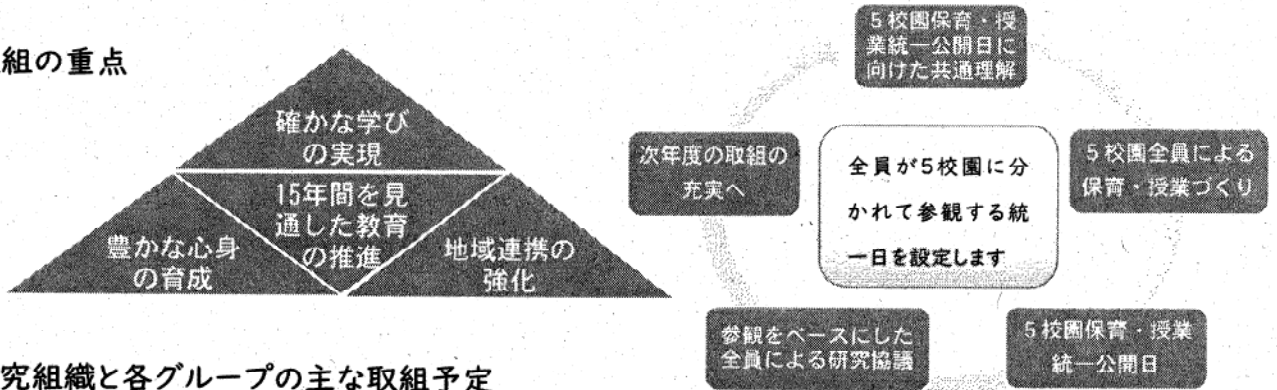 組の重点
確かな学び
の実現
15年間を見
通した教育
の推進
豊かな心身
の育成
地域連携の
強化
5校園保育・授
業統一公開日に
向けた共通理解
5校園全員による
保育・授業づくり
5校園保育・授業
統一公開日
参観をベースにした
全員による研究協議
次年度の取組の
充実へ
全員が5校園に分
かれて参観する統
一日を設定します
究組織と各グループの主な取組予定